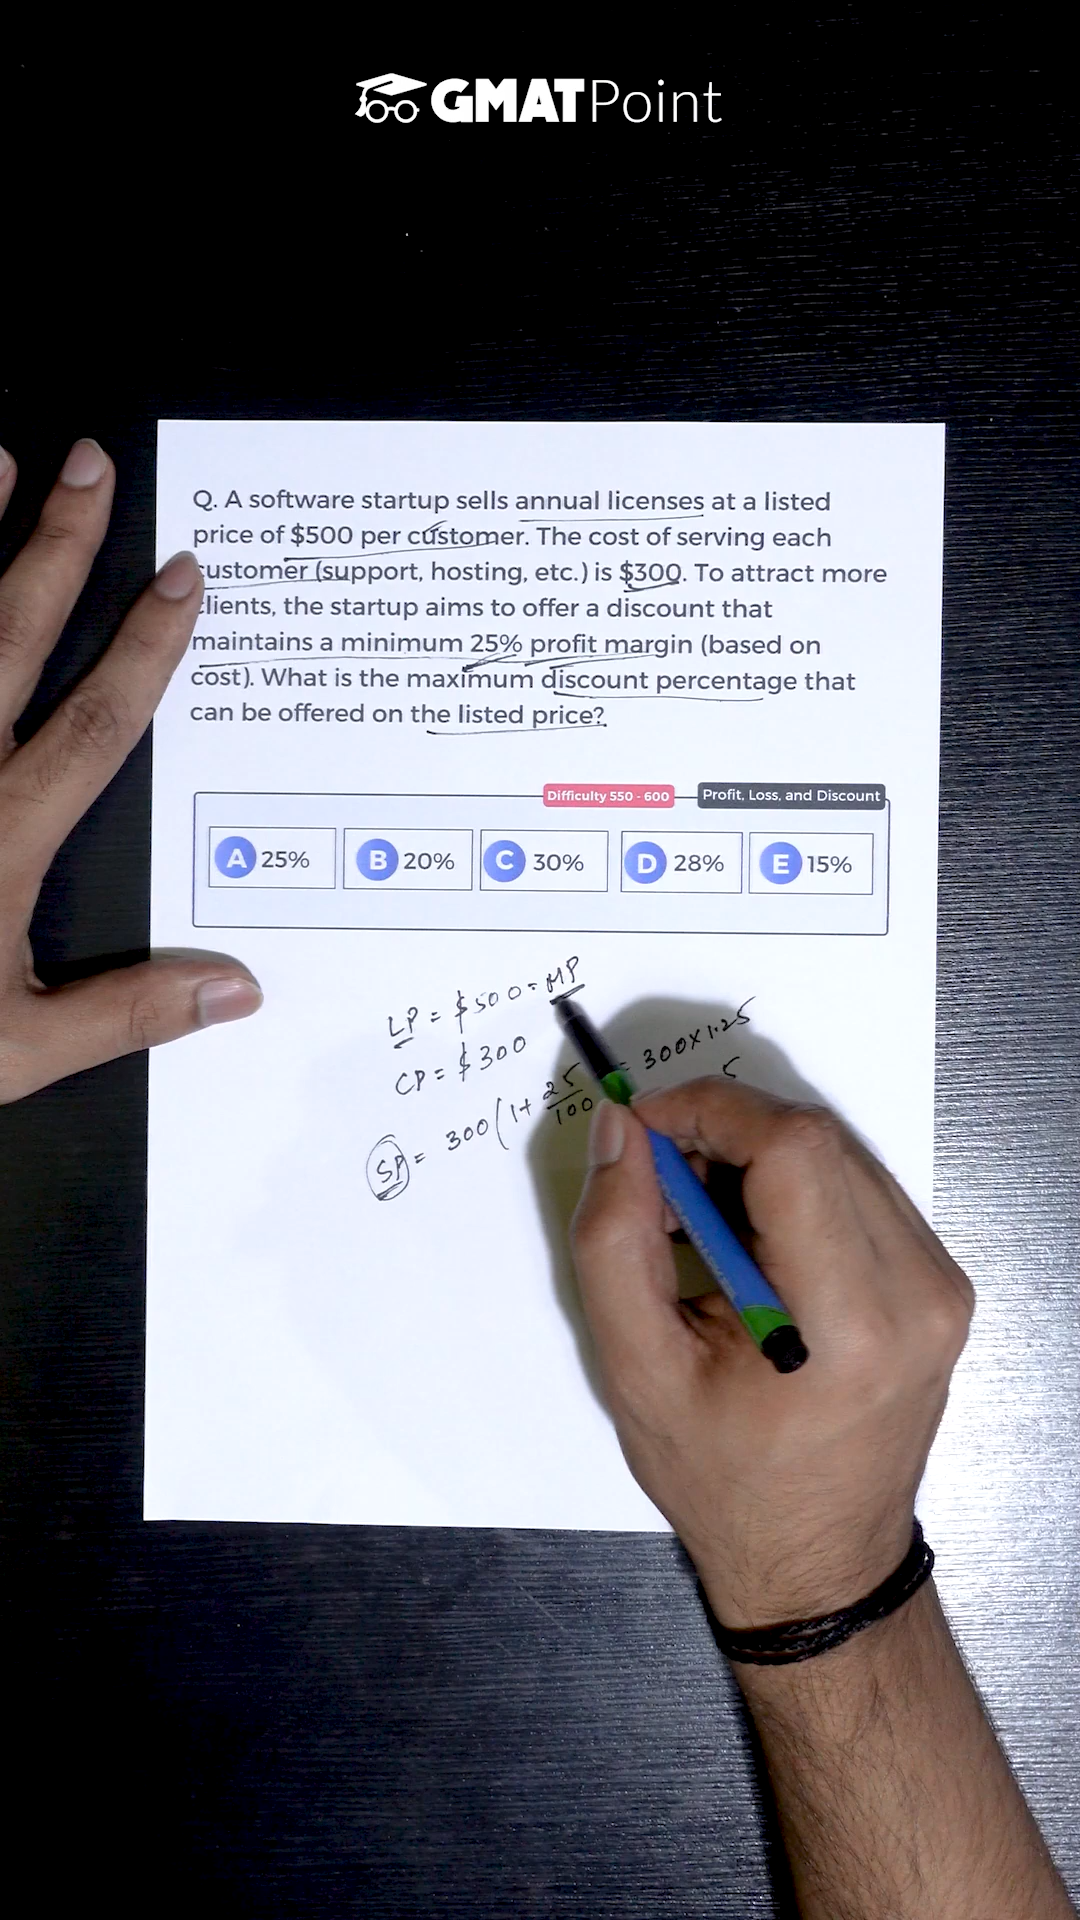 GMATPoint
Q. A software startup sells annual licenses at a listed
price of $500 per customer. The cost of serving each
customer (support, hosting, etc.) is $300. To attract more
clients, the startup aims to offer a discount that
maintains a minimum 25% profit margin (based on
cost). What is the maximum discount percentage that
can be offered on the listed price?
Difficulty 550 - 600 Profit, Loss, and Discount
A 25% B 20% C 30% D 28% E 15%
LP = $500 = MP
CP = $300
SP = 300(1+ 25/100 = 300×1.25
5